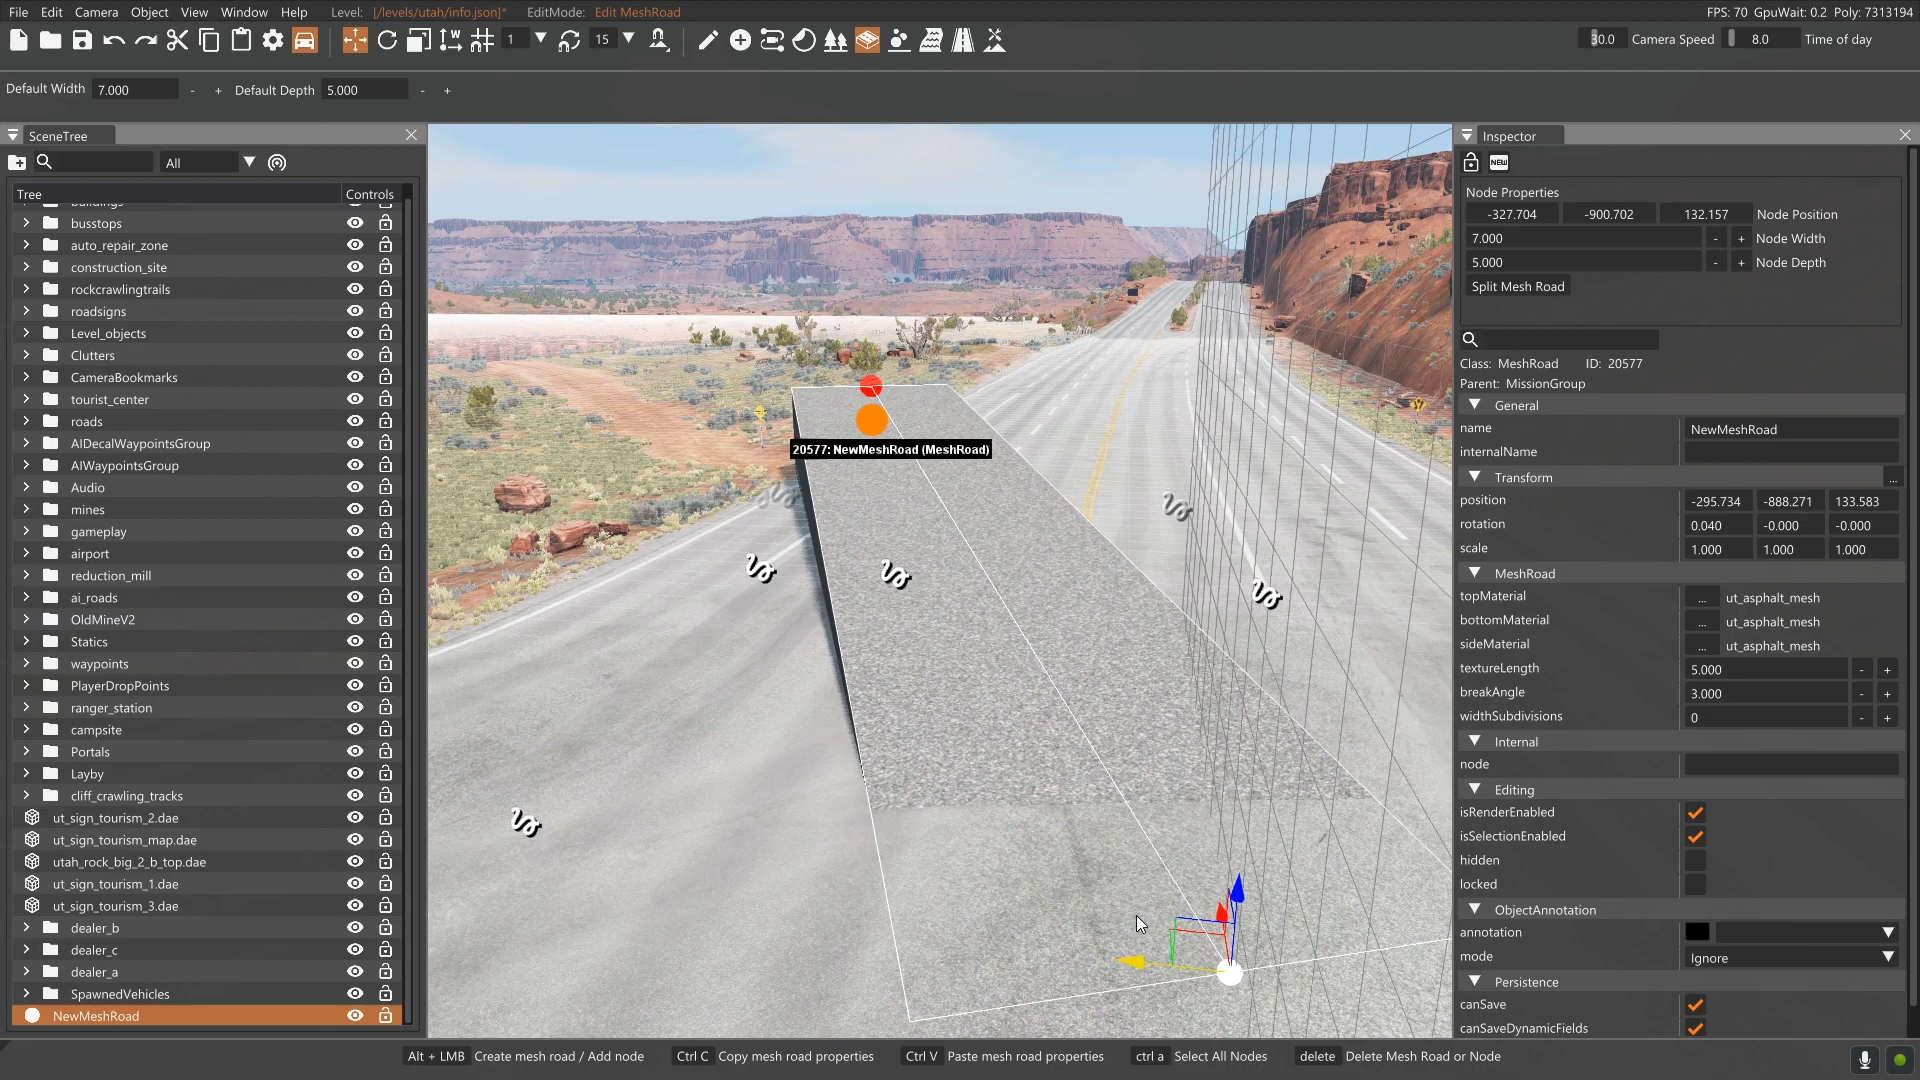 File Edit Camera Object View Window Help Level: [/levels/utah/info.json]* EditMode: Edit MeshRoad FPS: 70 GpuWait: 0.2 Poly: 7313194
1 15 30.0 Camera Speed 8.0 Time of day
Default Width 7.000 - + Default Depth 5.000 - +
SceneTree
All
Tree Controls
buildings
busstops
auto_repair_zone
construction_site
rockcrawlingtrails
roadsigns
Level_objects
Clutters
CameraBookmarks
tourist_center
roads
AIDecalWaypointsGroup
AIWaypointsGroup
Audio
mines
gameplay
airport
reduction_mill
ai_roads
OldMineV2
Statics
waypoints
PlayerDropPoints
ranger_station
campsite
Portals
Layby
cliff_crawling_tracks
ut_sign_tourism_2.dae
ut_sign_tourism_map.dae
utah_rock_big_2_b_top.dae
ut_sign_tourism_1.dae
ut_sign_tourism_3.dae
dealer_b
dealer_c
dealer_a
SpawnedVehicles
NewMeshRoad
20577: NewMeshRoad (MeshRoad)
Inspector
NEW
Node Properties
-327.704 -900.702 132.157 Node Position
7.000 - + Node Width
5.000 - + Node Depth
Split Mesh Road
Class: MeshRoad ID: 20577
Parent: MissionGroup
General
name NewMeshRoad
internalName
Transform ...
position -295.734 -888.271 133.583
rotation 0.040 -0.000 -0.000
scale 1.000 1.000 1.000
MeshRoad
topMaterial ... ut_asphalt_mesh
bottomMaterial ... ut_asphalt_mesh
sideMaterial ... ut_asphalt_mesh
textureLength 5.000 - +
breakAngle 3.000 - +
widthSubdivisions 0 - +
Internal
node
Editing
isRenderEnabled
isSelectionEnabled
hidden
locked
ObjectAnnotation
annotation
mode Ignore
Persistence
canSave
canSaveDynamicFields
Alt + LMB Create mesh road / Add node Ctrl C Copy mesh road properties Ctrl V Paste mesh road properties ctrl a Select All Nodes delete Delete Mesh Road or Node